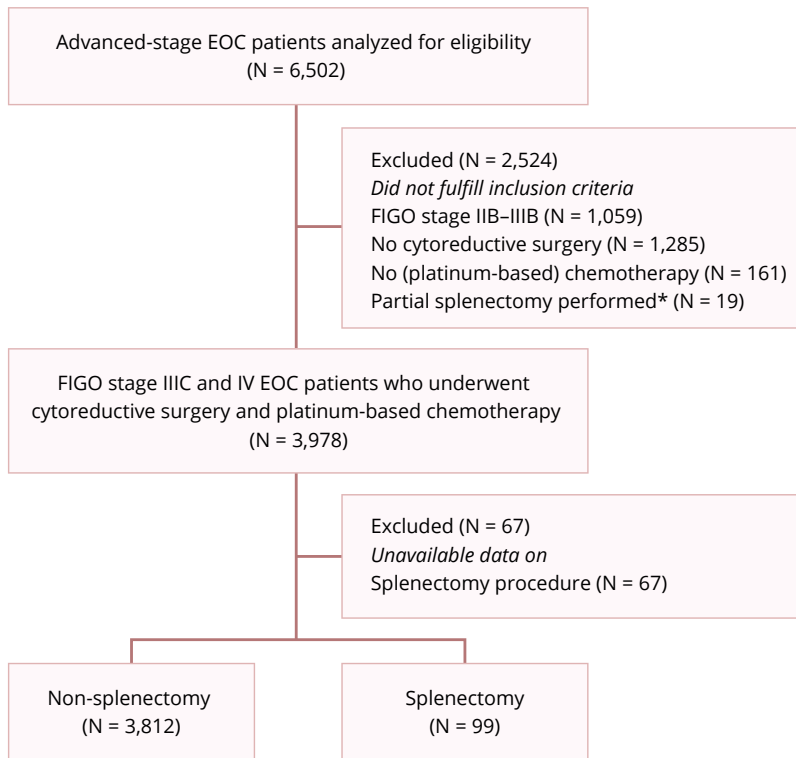 Advanced-stage EOC patients analyzed for eligibility
(N = 6,502)
Excluded (N = 2,524)
Did not fulfill inclusion criteria
FIGO stage IIB–IIIB (N = 1,059)
No cytoreductive surgery (N = 1,285)
No (platinum-based) chemotherapy (N = 161)
Partial splenectomy performed* (N = 19)
FIGO stage IIIC and IV EOC patients who underwent
cytoreductive surgery and platinum-based chemotherapy
(N = 3,978)
Excluded (N = 67)
Unavailable data on
Splenectomy procedure (N = 67)
Non-splenectomy
(N = 3,812)
Splenectomy
(N = 99)